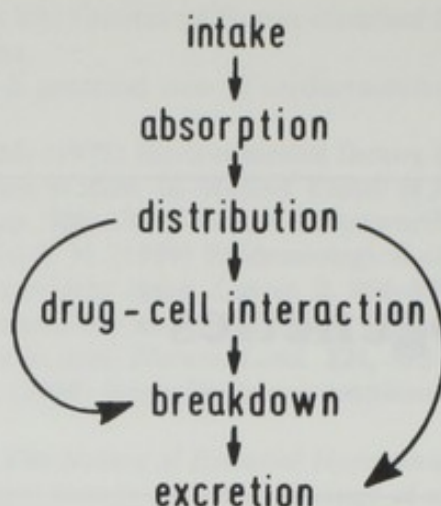 intake
absorption
distribution
drug-cell interaction
breakdown
excretion